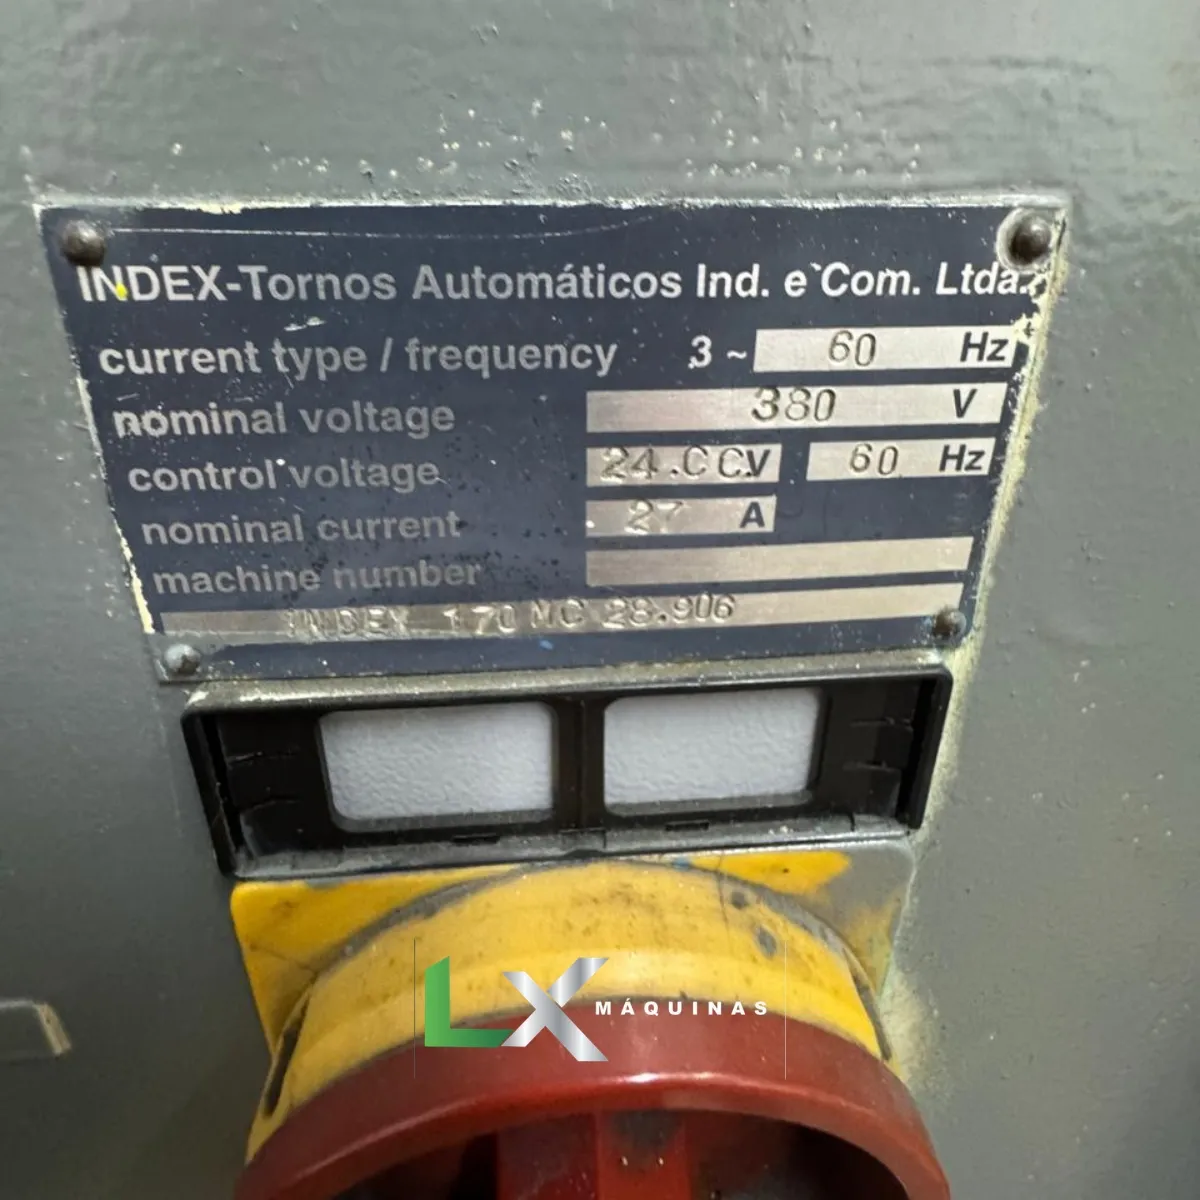 INDEX-Tornos Automáticos Ind. e Com. Ltda.
current type / frequency 3 ~ 60 Hz
nominal voltage 380 V
control voltage 24.CC V 60 Hz
nominal current 27 A
machine number
INDEX 170 MC 28.906
LX MÁQUINAS